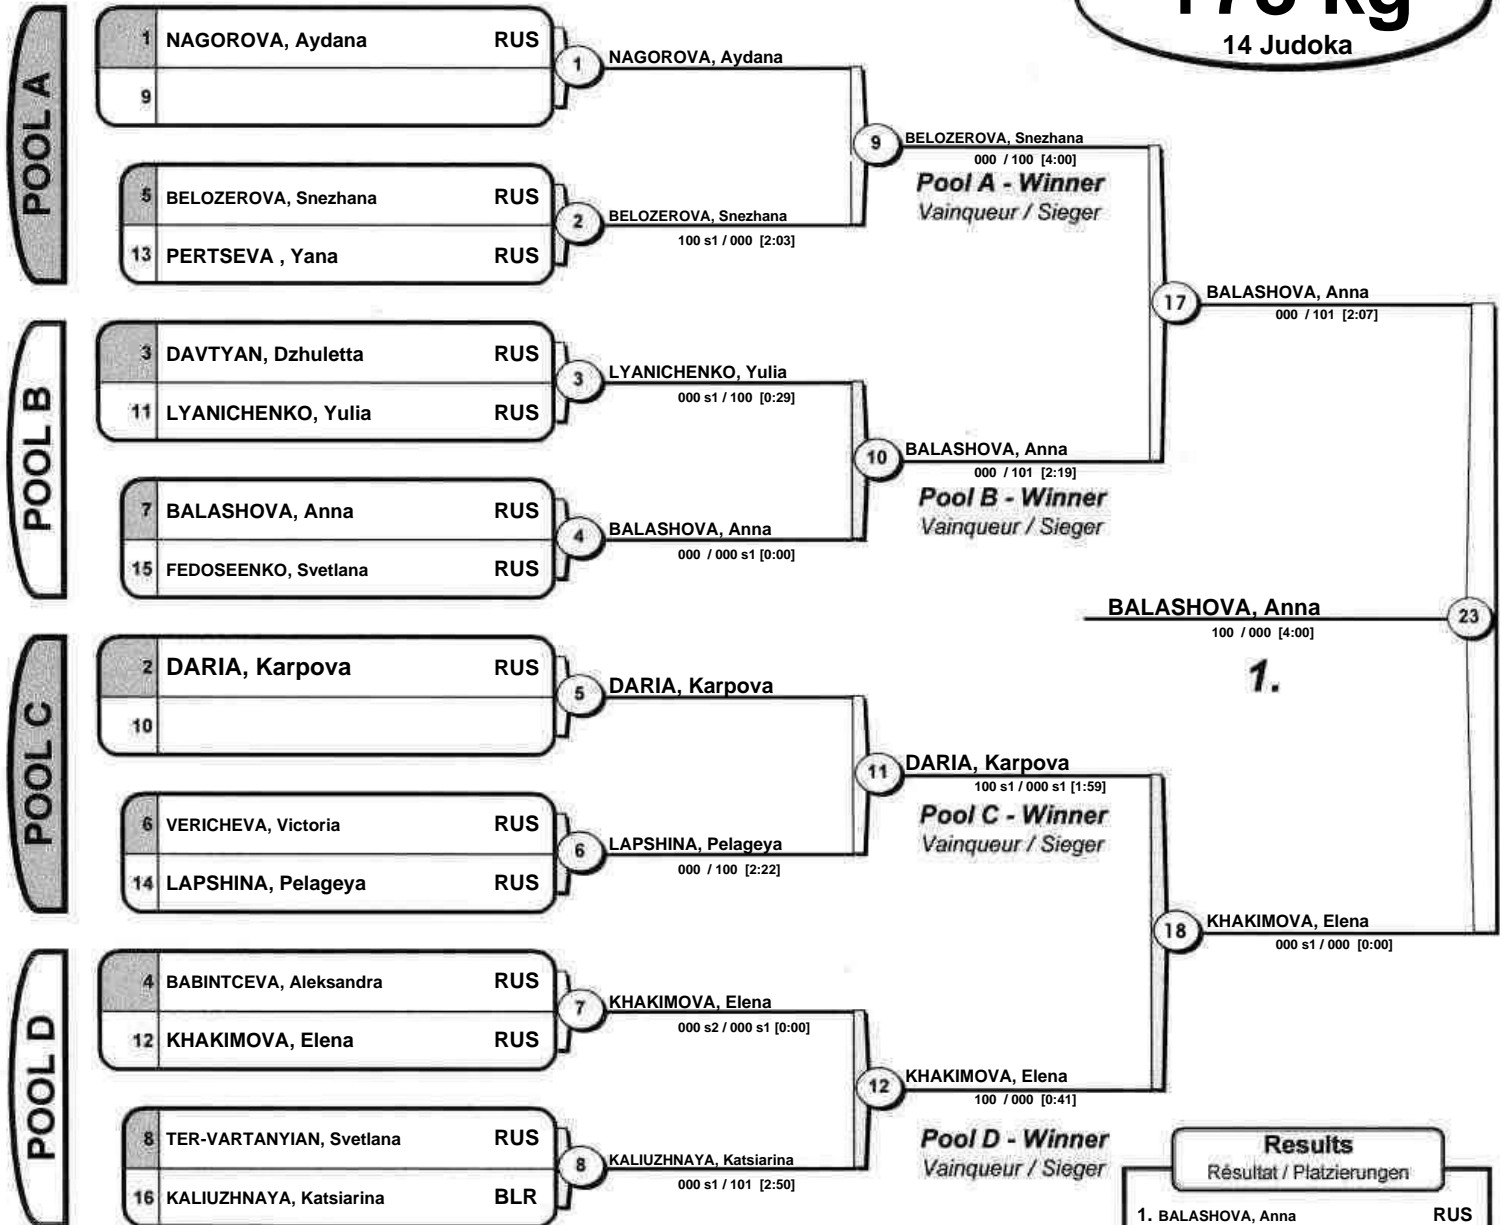 14 Judoka
POOL A
1 NAGOROVA, Aydana RUS
9
5 BELOZEROVA, Snezhana RUS
13 PERTSEVA , Yana RUS
1 NAGOROVA, Aydana
2 BELOZEROVA, Snezhana
100 s1 / 000 [2:03]
9 BELOZEROVA, Snezhana
000 / 100 [4:00]
Pool A - Winner
Vainqueur / Sieger
POOL B
3 DAVTYAN, Dzhuletta RUS
11 LYANICHENKO, Yulia RUS
7 BALASHOVA, Anna RUS
15 FEDOSEENKO, Svetlana RUS
3 LYANICHENKO, Yulia
000 s1 / 100 [0:29]
4 BALASHOVA, Anna
000 / 000 s1 [0:00]
10 BALASHOVA, Anna
000 / 101 [2:19]
Pool B - Winner
Vainqueur / Sieger
17 BALASHOVA, Anna
000 / 101 [2:07]
POOL C
2 DARIA, Karpova RUS
10
6 VERICHEVA, Victoria RUS
14 LAPSHINA, Pelageya RUS
5 DARIA, Karpova
6 LAPSHINA, Pelageya
000 / 100 [2:22]
11 DARIA, Karpova
100 s1 / 000 s1 [1:59]
Pool C - Winner
Vainqueur / Sieger
POOL D
4 BABINTCEVA, Aleksandra RUS
12 KHAKIMOVA, Elena RUS
8 TER-VARTANYIAN, Svetlana RUS
16 KALIUZHNAYA, Katsiarina BLR
7 KHAKIMOVA, Elena
000 s2 / 000 s1 [0:00]
8 KALIUZHNAYA, Katsiarina
000 s1 / 101 [2:50]
12 KHAKIMOVA, Elena
100 / 000 [0:41]
Pool D - Winner
Vainqueur / Sieger
18 KHAKIMOVA, Elena
000 s1 / 000 [0:00]
BALASHOVA, Anna 23
100 / 000 [4:00]
1.
Results
Résultat / Platzierungen
1. BALASHOVA, Anna RUS